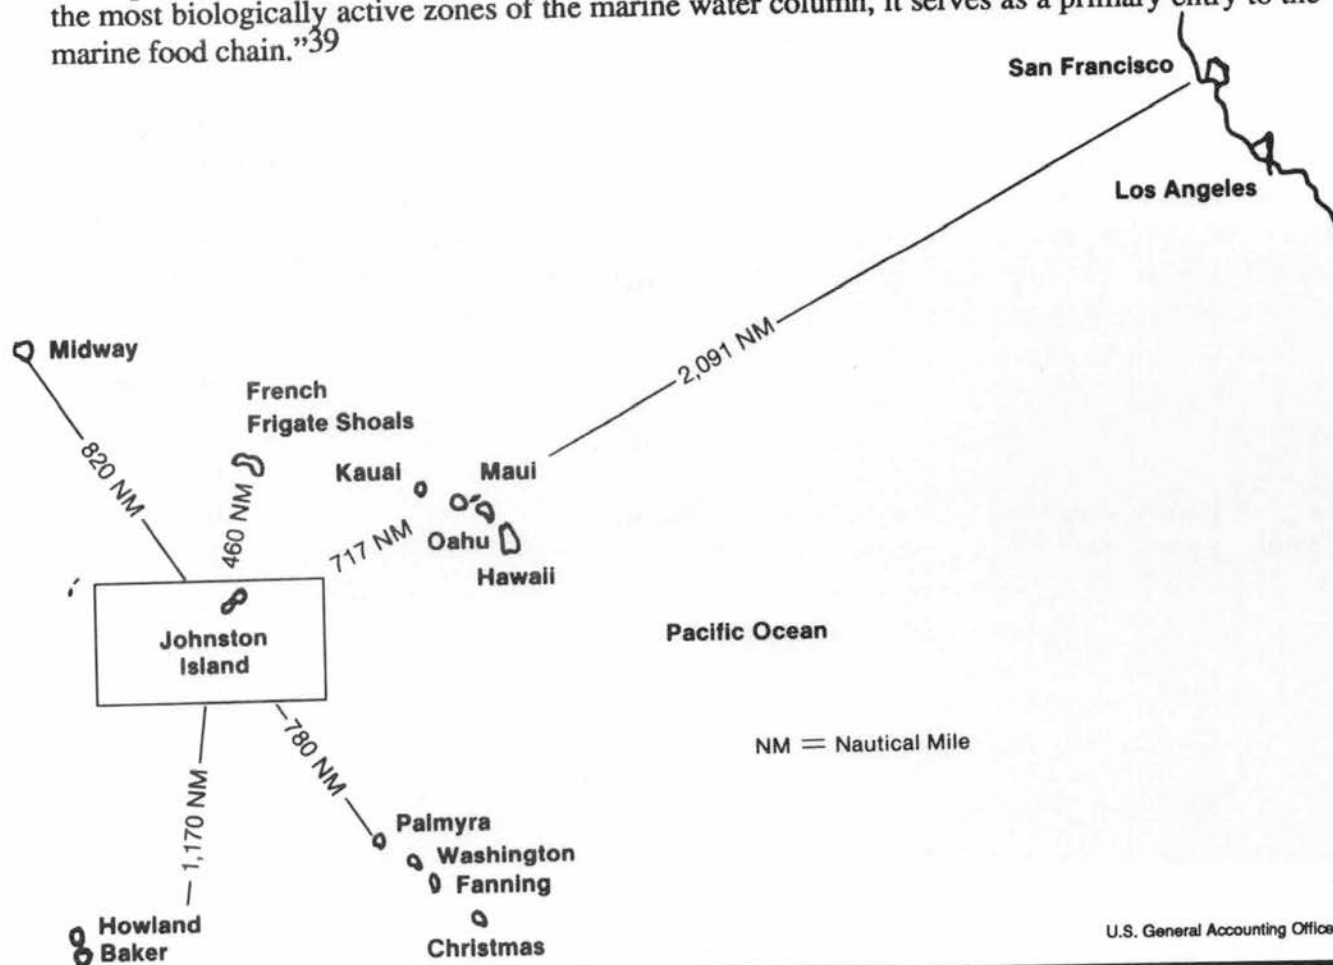 the most biologically active zones of the marine water column, it serves as a primary entry to the
marine food chain."39
San Francisco
Los Angeles
2,091 NM
Midway
French
Frigate Shoals
820 NM
460 NM
Kauai
Maui
717 NM
Oahu
Hawaii
Johnston
Island
Pacific Ocean
780 NM
NM = Nautical Mile
1,170 NM
Palmyra
Washington
Fanning
Howland
Baker
Christmas
U.S. General Accounting Office